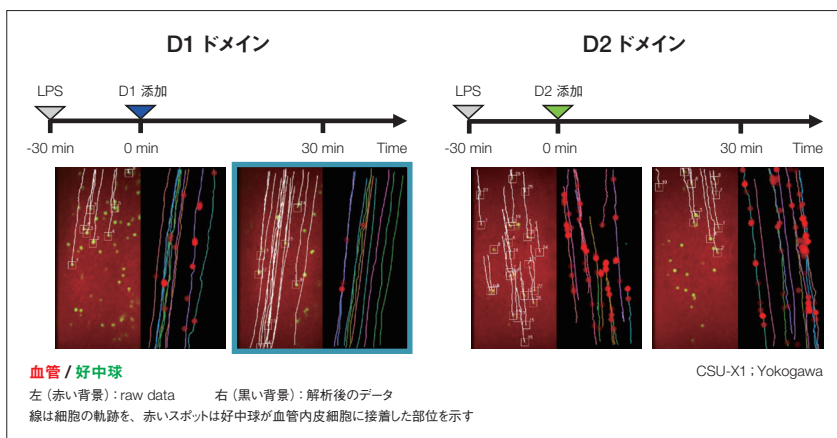 D1 ドメイン
LPS
D1 添加
-30 min
0 min
30 min
Time
D2 ドメイン
LPS
D2 添加
-30 min
0 min
30 min
Time
血管 / 好中球
CSU-X1 ; Yokogawa
左 (赤い背景) : raw data 右 (黒い背景) : 解析後のデータ
線は細胞の軌跡を、赤いスポットは好中球が血管内皮細胞に接着した部位を示す